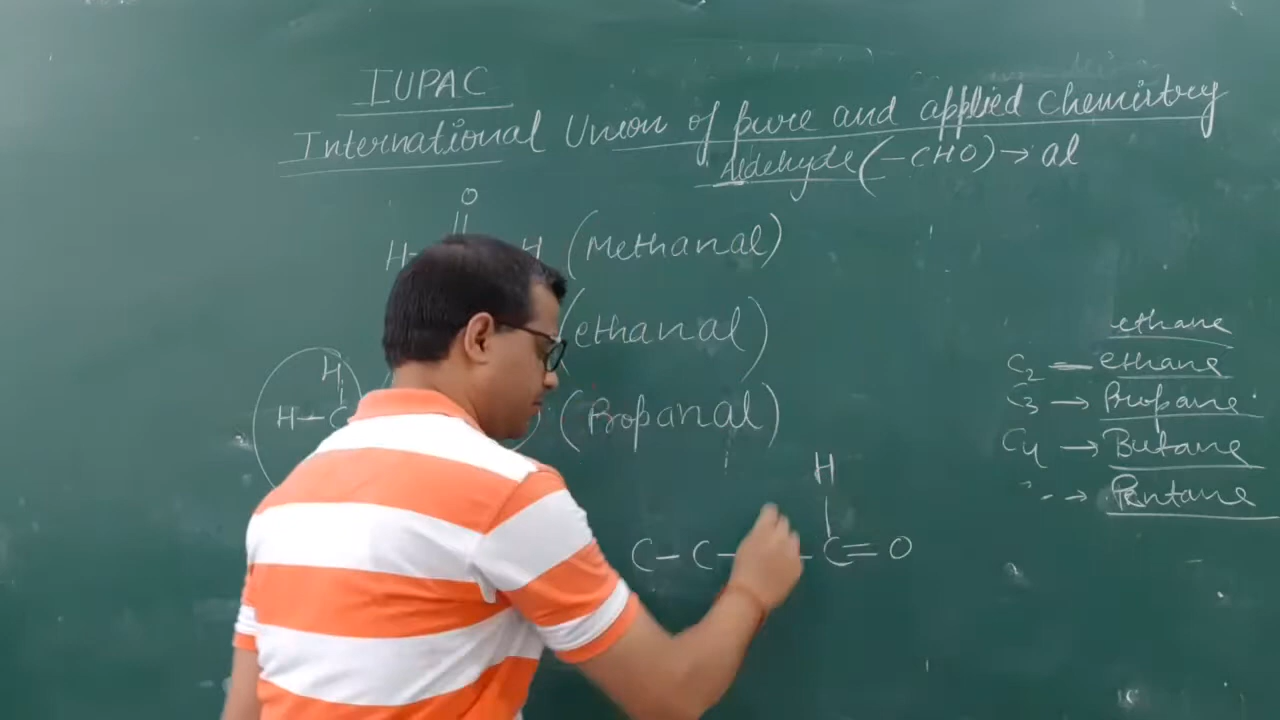 IUPAC
International Union of pure and applied Chemistry
Aldehyde (-CHO) → al
O
H- H (Methanal)
(ethanal)
H
H-C (Propanal)
H
C-C- -C=O
ethane
C2 ethane
C3 → Propane
C4 → Butane
→ Pentane